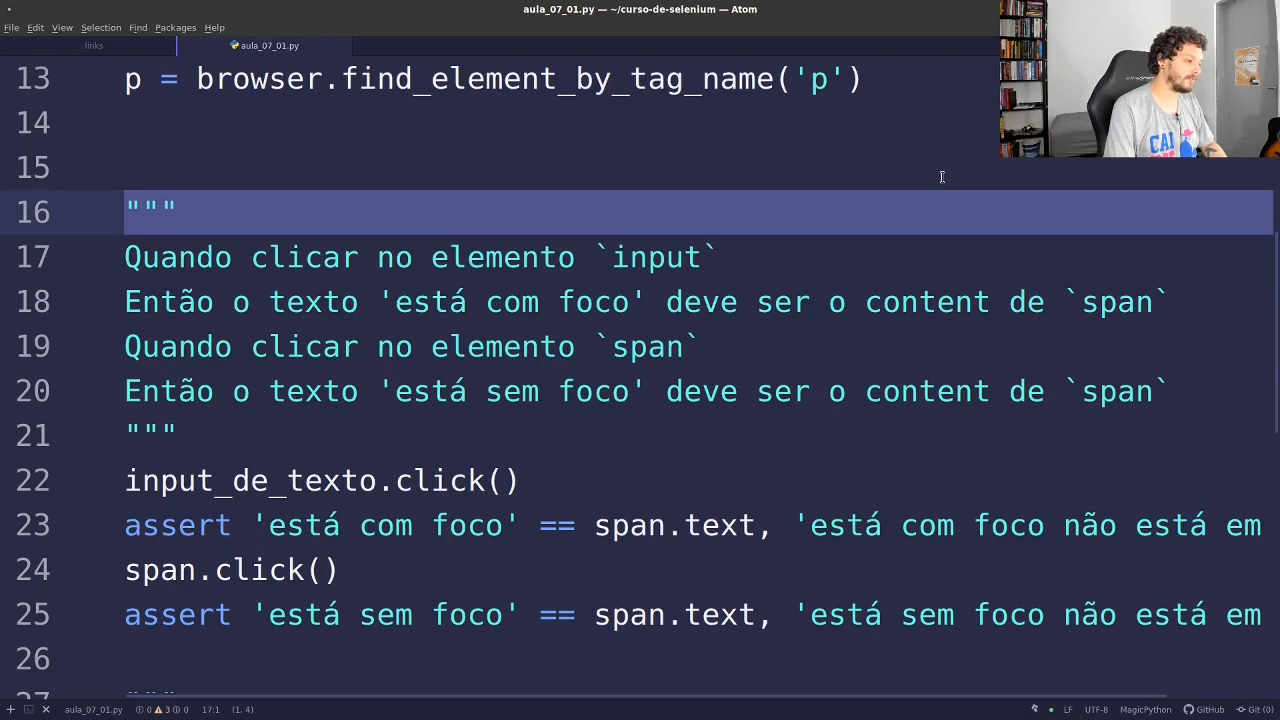 aula_07_01.py — ~/curso-de-selenium — Atom
File Edit View Selection Find Packages Help
links aula_07_01.py
13 p = browser.find_element_by_tag_name('p')
14
15
16 """
17 Quando clicar no elemento `input`
18 Então o texto 'está com foco' deve ser o content de `span`
19 Quando clicar no elemento `span`
20 Então o texto 'está sem foco' deve ser o content de `span`
21 """
22 input_de_texto.click()
23 assert 'está com foco' == span.text, 'está com foco não está em
24 span.click()
25 assert 'está sem foco' == span.text, 'está sem foco não está em
26
27 """
aula_07_01.py 0 3 0 17:1 (1, 4) LF UTF-8 MagicPython GitHub Git (0)